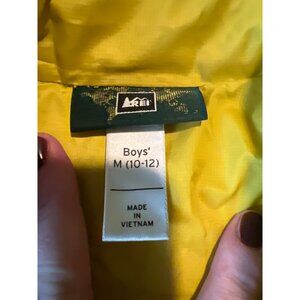 REI
Boys'
M (10-12)
MADE
IN
VIETNAM